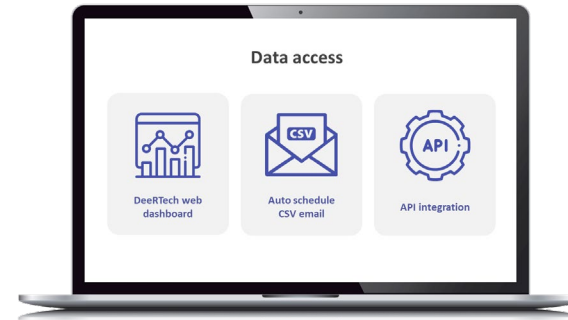 Data access
CSV
API
DeeRTech web
dashboard
Auto schedule
CSV email
API integration